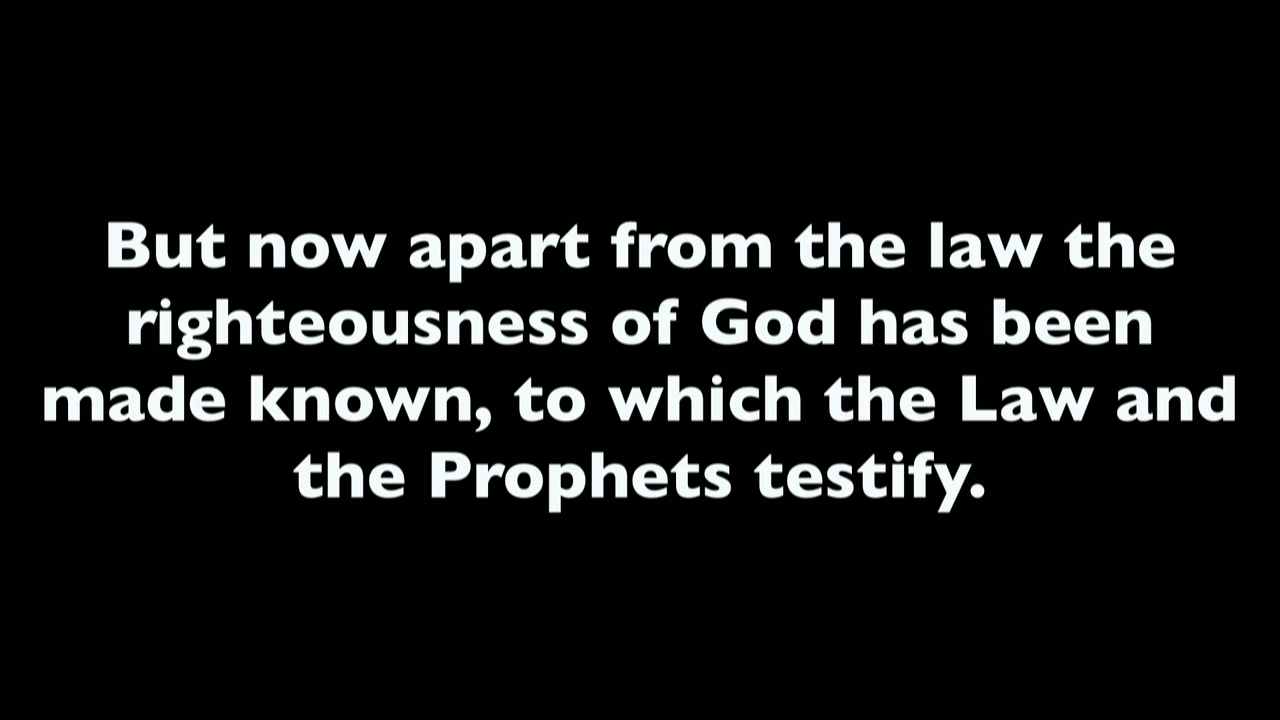 But now apart from the law the
righteousness of God has been
made known, to which the Law and
the Prophets testify.